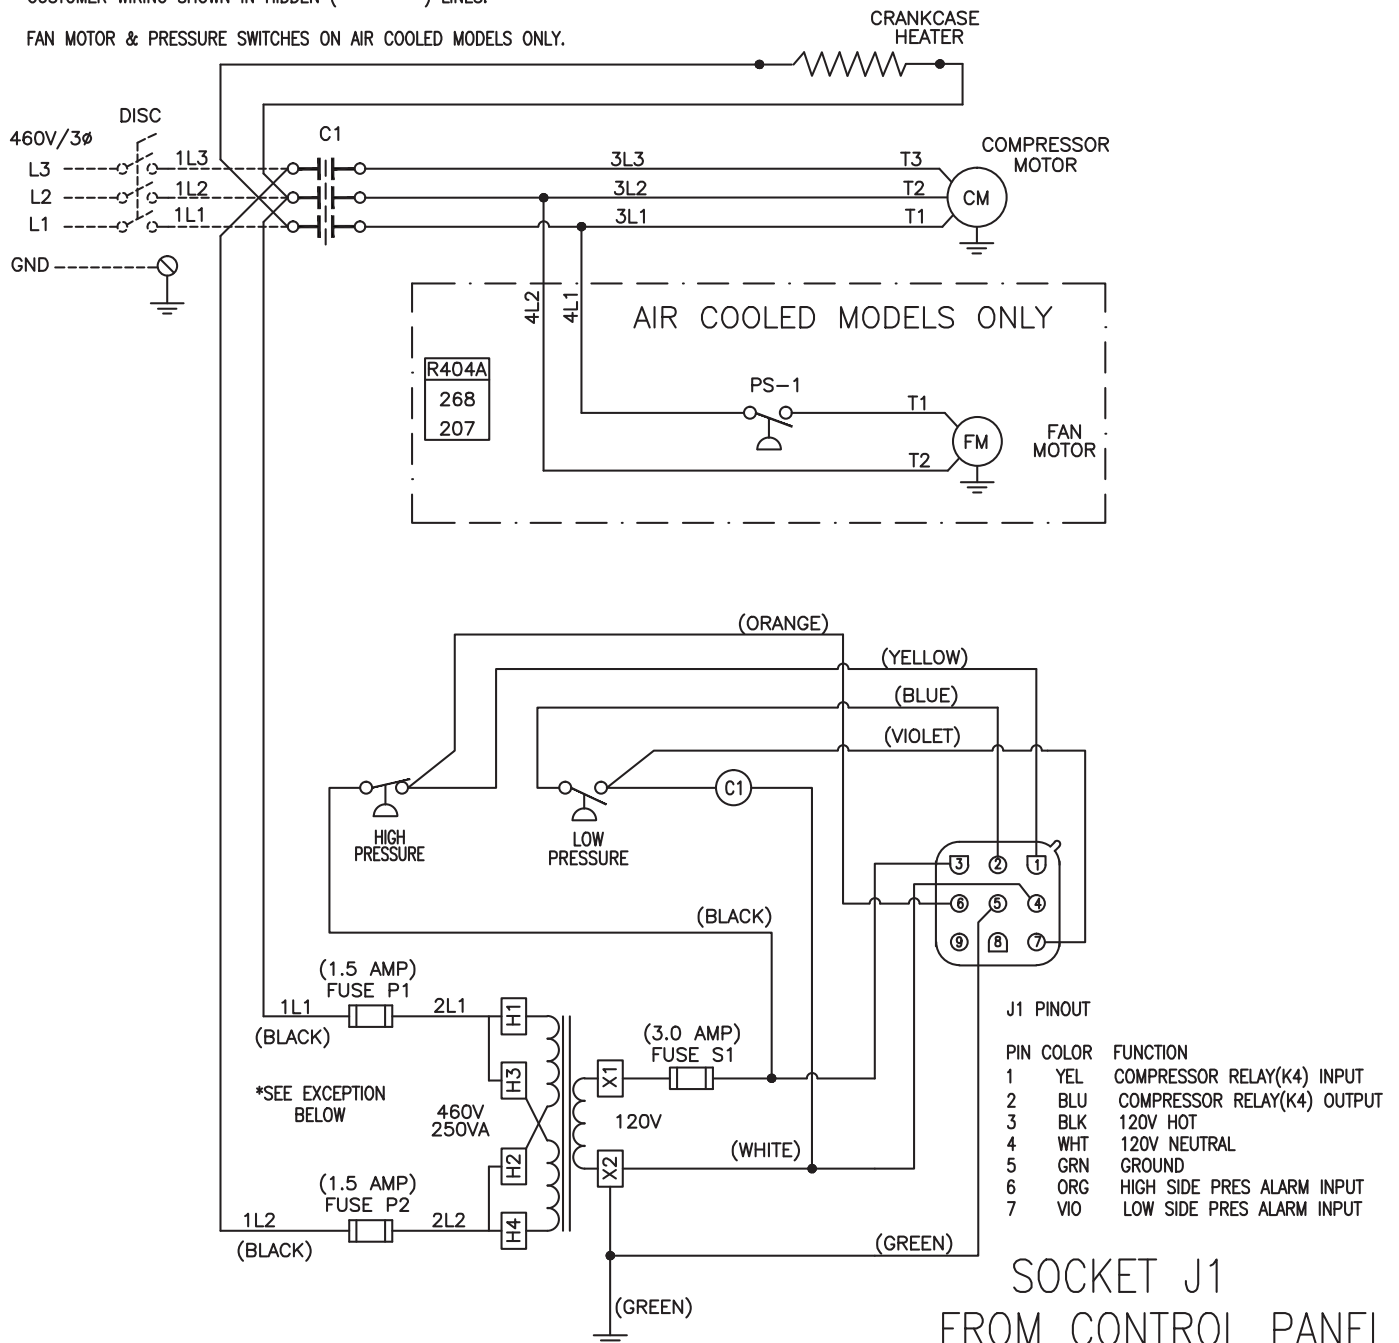 CUSTOMER WIRING SHOWN IN HIDDEN ( ) LINES.
FAN MOTOR & PRESSURE SWITCHES ON AIR COOLED MODELS ONLY.
CRANKCASE
HEATER
DISC
460V/3ø
C1
COMPRESSOR
MOTOR
L3
1L3
3L3
T3
L2
1L2
3L2
T2
CM
L1
1L1
3L1
T1
GND
4L2
4L1
AIR COOLED MODELS ONLY
R404A
268
207
PS-1
T1
FM
FAN
MOTOR
T2
(ORANGE)
(YELLOW)
(BLUE)
(VIOLET)
C1
HIGH
PRESSURE
LOW
PRESSURE
3 2 1
6 5 4
9 8 7
(BLACK)
(1.5 AMP)
FUSE P1
1L1
2L1
H1
(BLACK)
(3.0 AMP)
FUSE S1
H3
X1
*SEE EXCEPTION
BELOW
460V
250VA
120V
H2
X2
(WHITE)
(1.5 AMP)
FUSE P2
1L2
2L2
H4
(BLACK)
(GREEN)
(GREEN)
J1 PINOUT
PIN COLOR FUNCTION
1 YEL COMPRESSOR RELAY(K4) INPUT
2 BLU COMPRESSOR RELAY(K4) OUTPUT
3 BLK 120V HOT
4 WHT 120V NEUTRAL
5 GRN GROUND
6 ORG HIGH SIDE PRES ALARM INPUT
7 VIO LOW SIDE PRES ALARM INPUT
SOCKET J1
FROM CONTROL PANEL